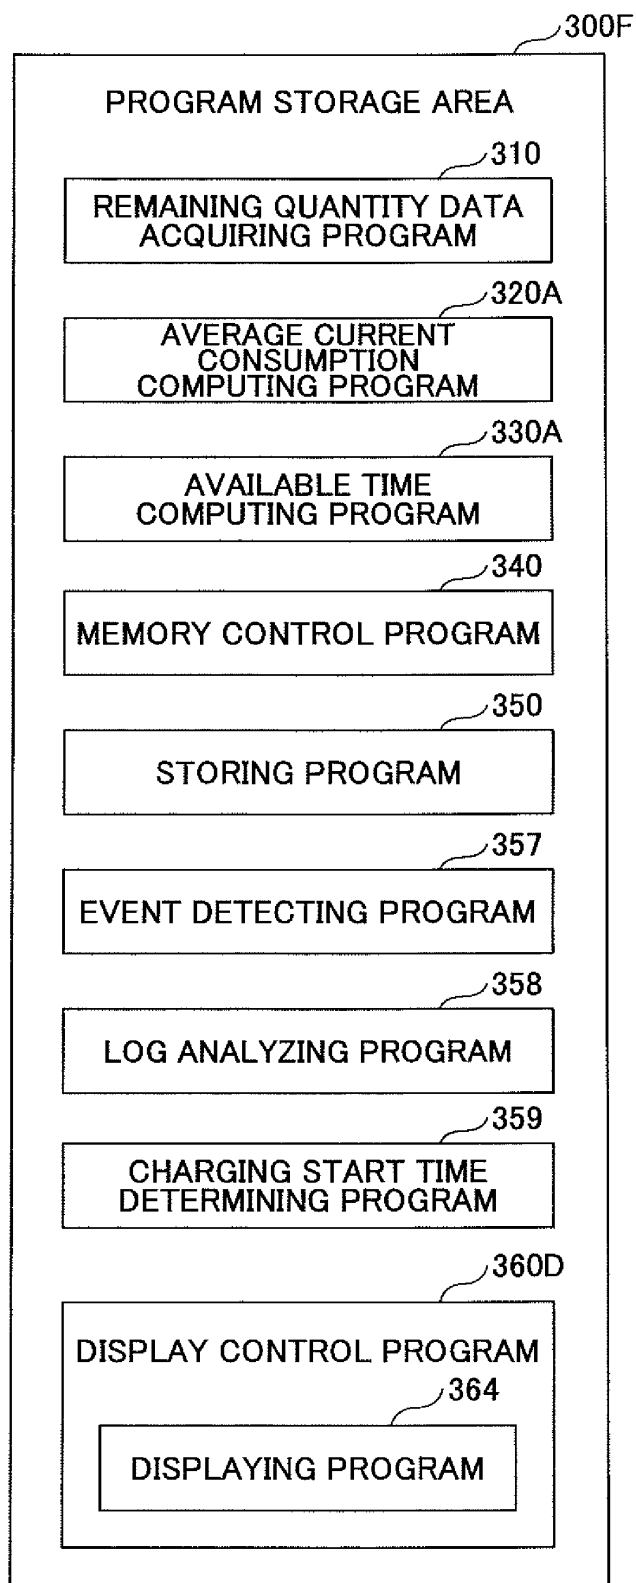 300F
PROGRAM STORAGE AREA
310
REMAINING QUANTITY DATA
ACQUIRING PROGRAM
320A
AVERAGE CURRENT
CONSUMPTION
COMPUTING PROGRAM
330A
AVAILABLE TIME
COMPUTING PROGRAM
340
MEMORY CONTROL PROGRAM
350
STORING PROGRAM
357
EVENT DETECTING PROGRAM
358
LOG ANALYZING PROGRAM
359
CHARGING START TIME
DETERMINING PROGRAM
360D
DISPLAY CONTROL PROGRAM
364
DISPLAYING PROGRAM